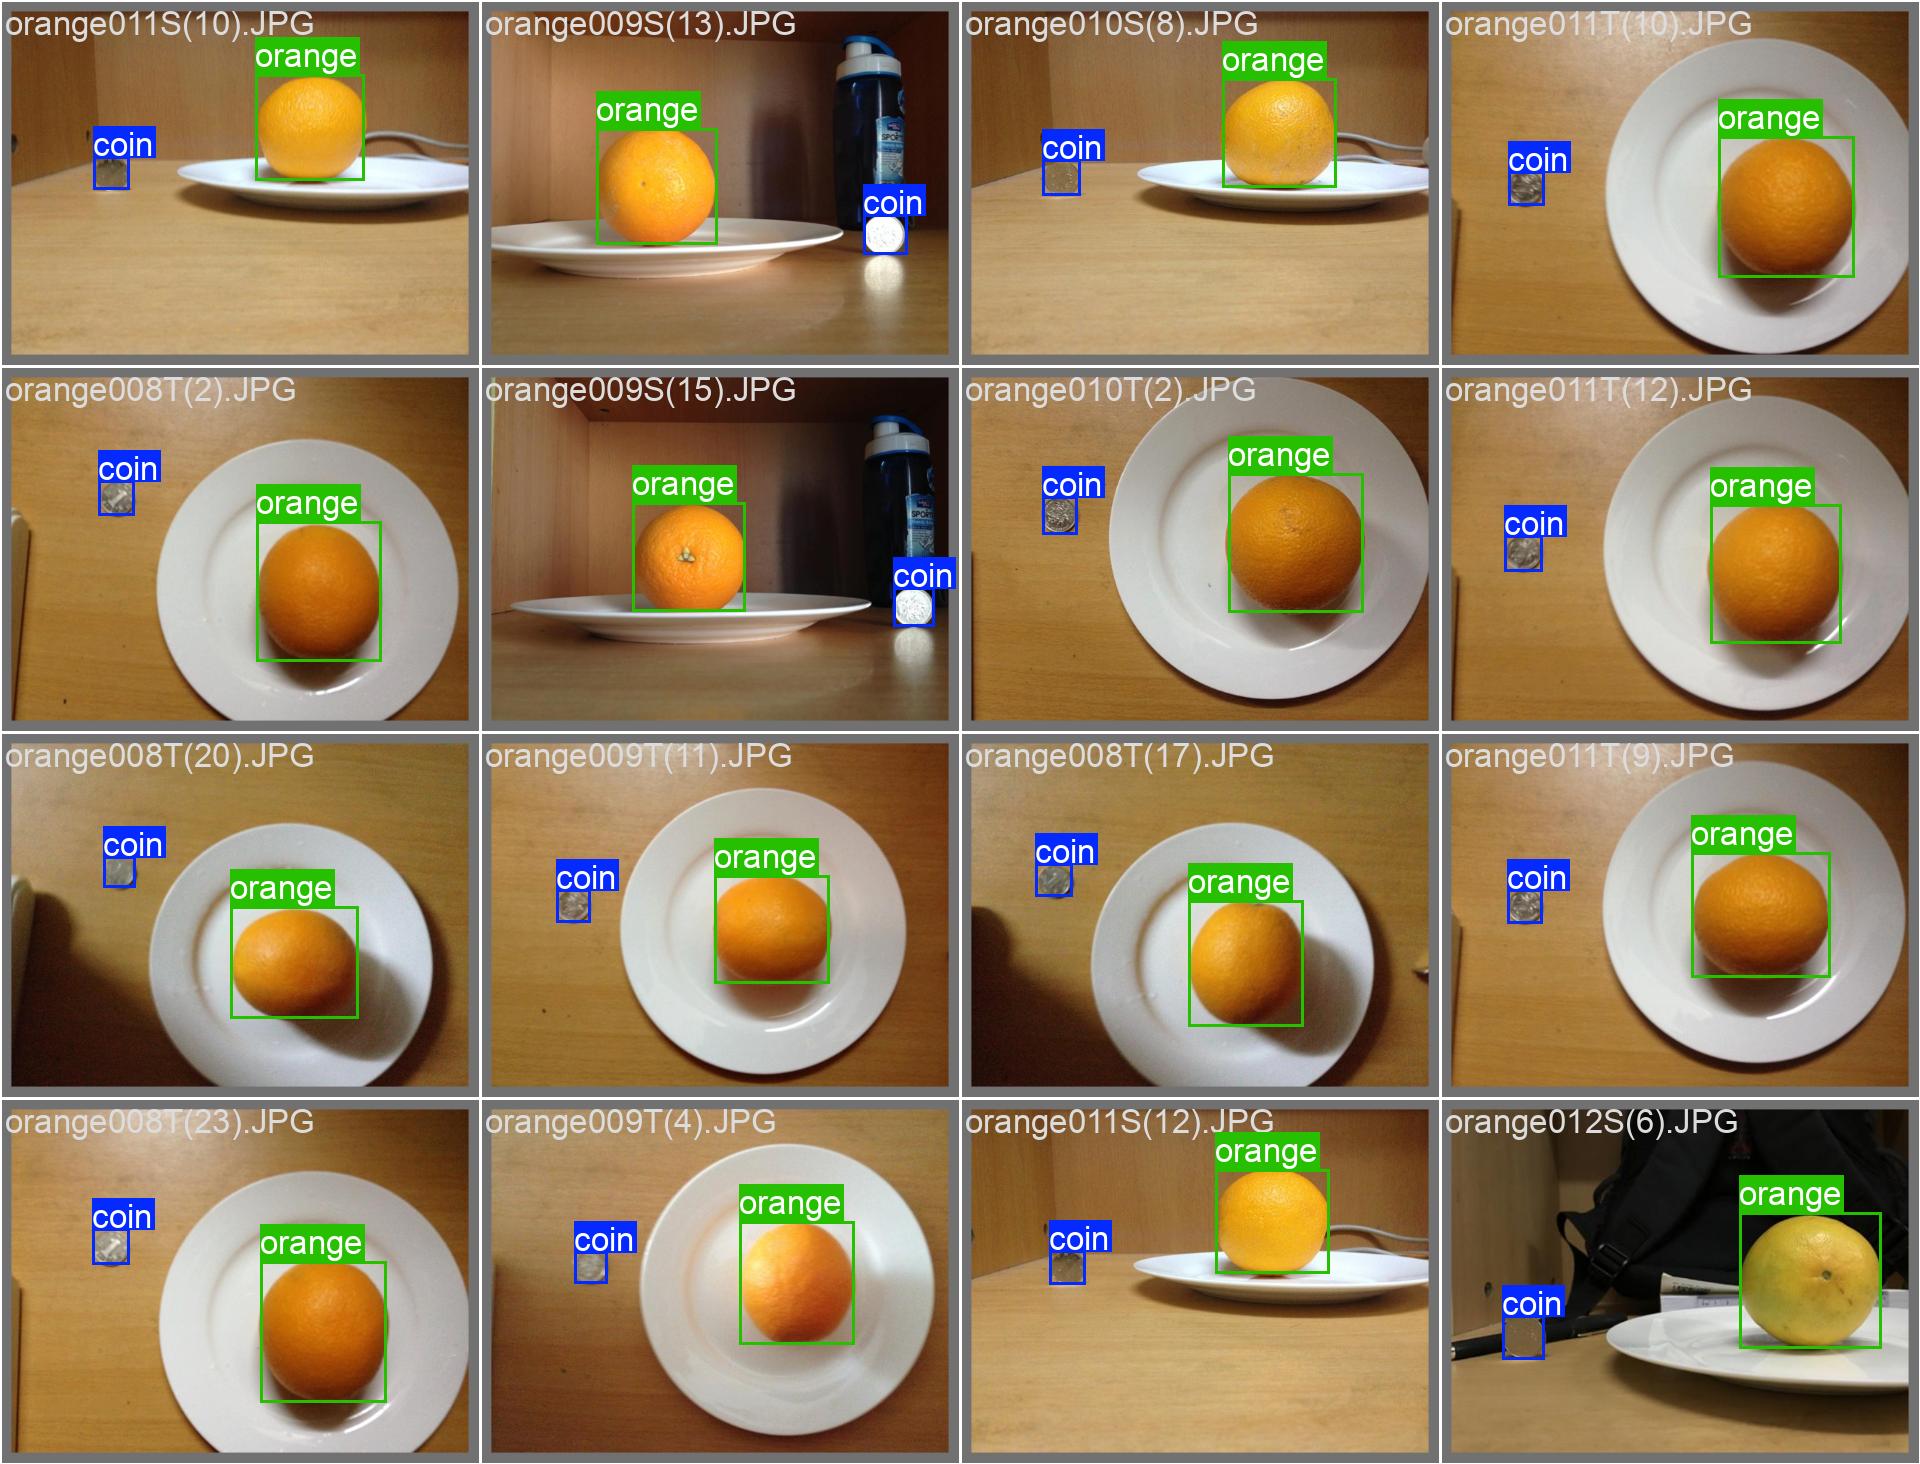 orange011S(10).JPG
orange
coin
orange009S(13).JPG
orange
SPORT
coin
orange010S(8).JPG
orange
coin
orange011T(10).JPG
orange
coin
orange008T(2).JPG
coin
orange
orange009S(15).JPG
orange
SPORT
coin
orange010T(2).JPG
orange
coin
orange011T(12).JPG
orange
coin
orange008T(20).JPG
coin
orange
orange009T(11).JPG
orange
coin
orange008T(17).JPG
coin
orange
orange011T(9).JPG
orange
coin
orange008T(23).JPG
coin
orange
orange009T(4).JPG
orange
coin
orange011S(12).JPG
orange
coin
orange012S(6).JPG
orange
coin